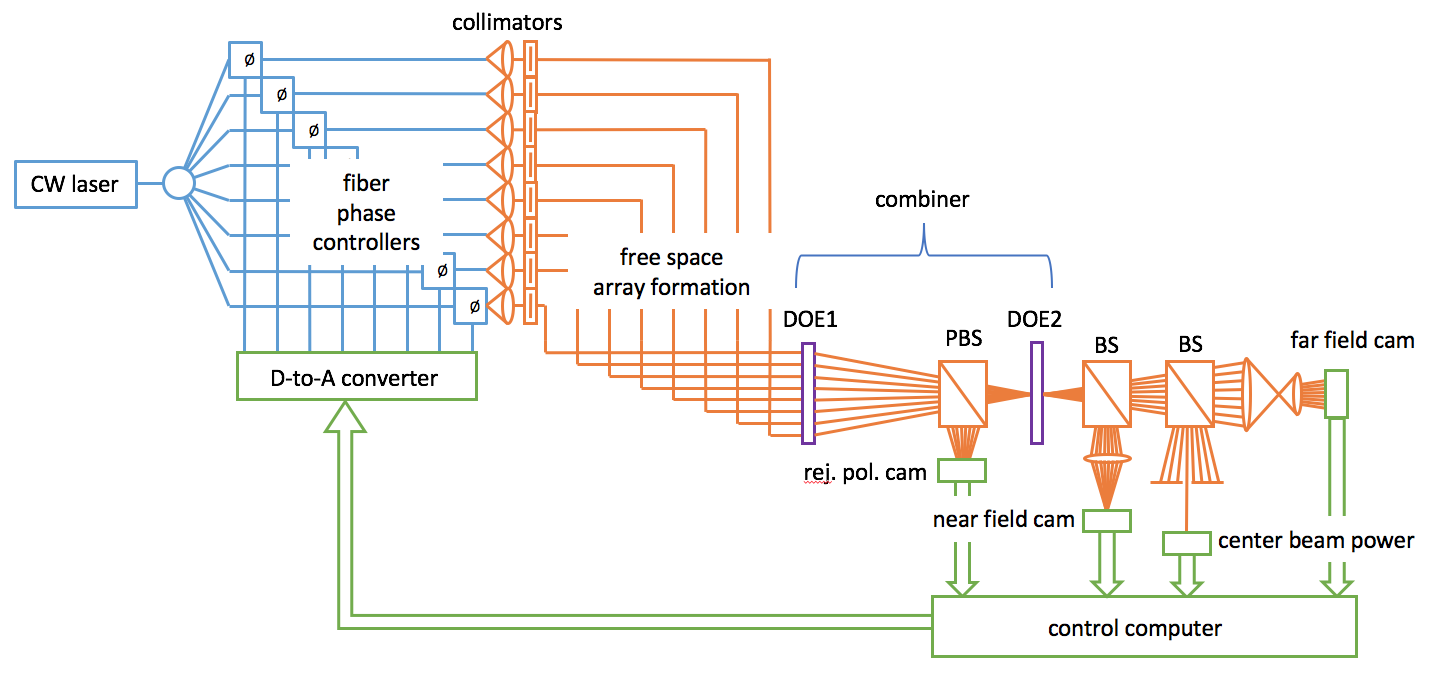 collimators
ø
ø
ø
CW laser
fiber
phase
controllers
combiner
free space
array formation
ø
ø
DOE1
DOE2
PBS
BS
BS
far field cam
D-to-A converter
rej. pol. cam
near field cam
center beam power
control computer